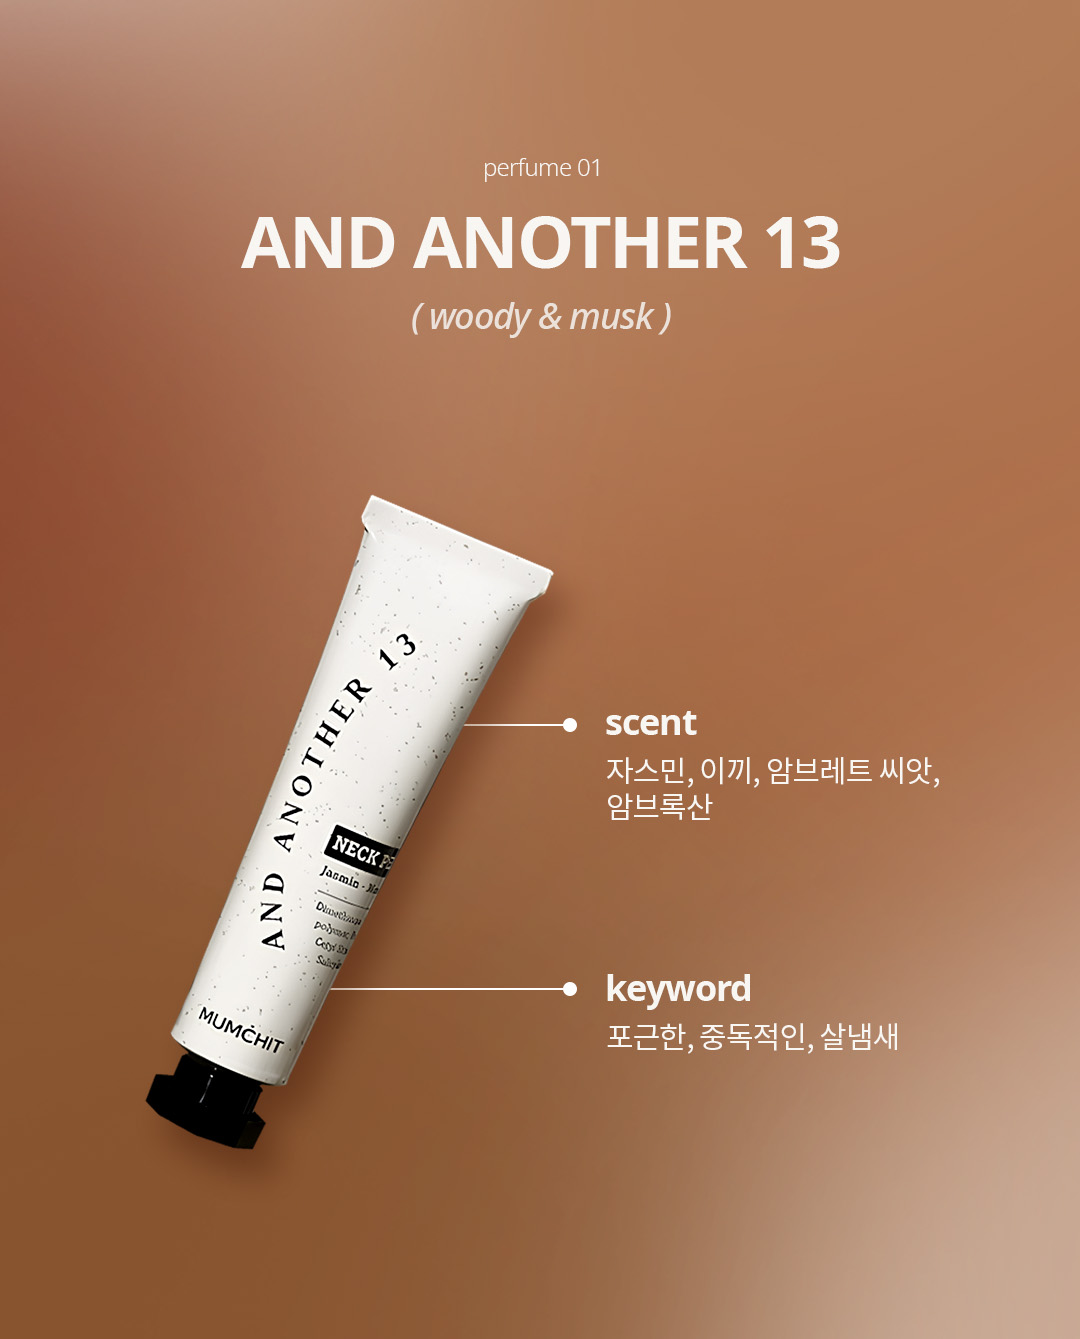 perfume 01
AND ANOTHER 13
( woody & musk )
AND ANOTHER 13
NECK
Jasmin
MUMCHIT
scent
자스민, 이끼, 암브레트 씨앗,
암브록산
keyword
포근한, 중독적인, 살냄새